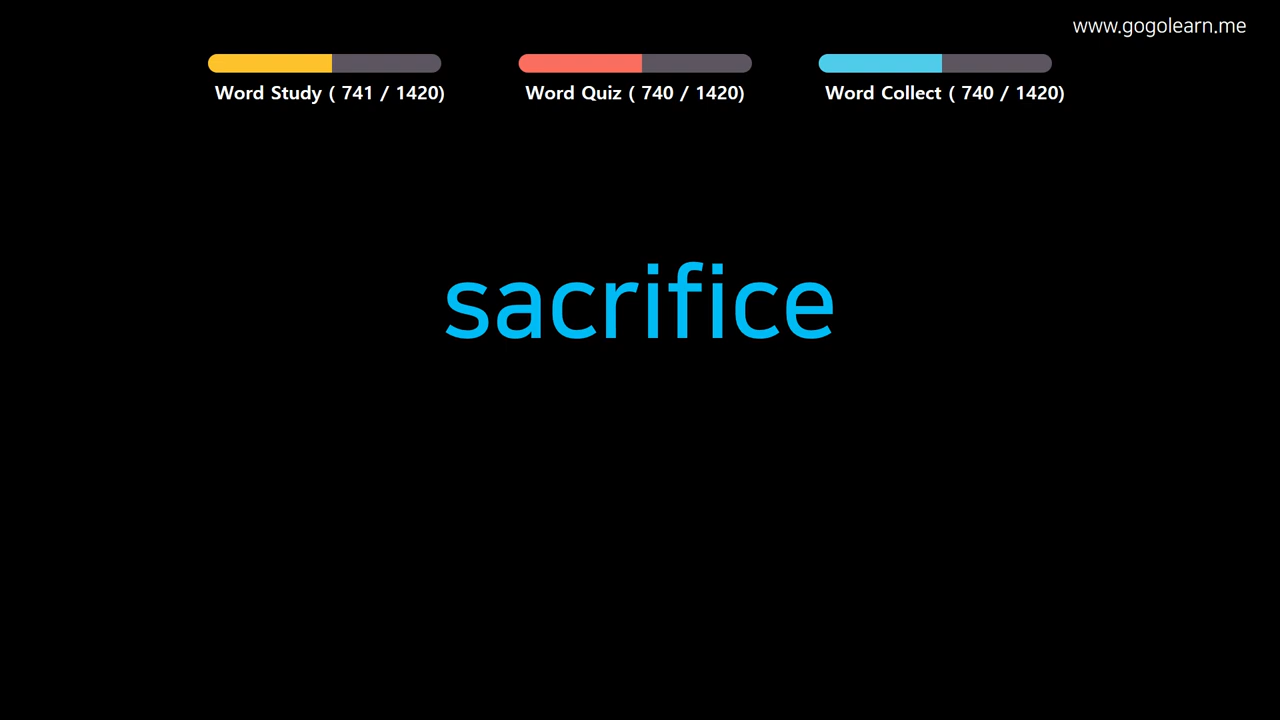 www.gogolearn.me
Word Study ( 741 / 1420)
Word Quiz ( 740 / 1420)
Word Collect ( 740 / 1420)
sacrifice